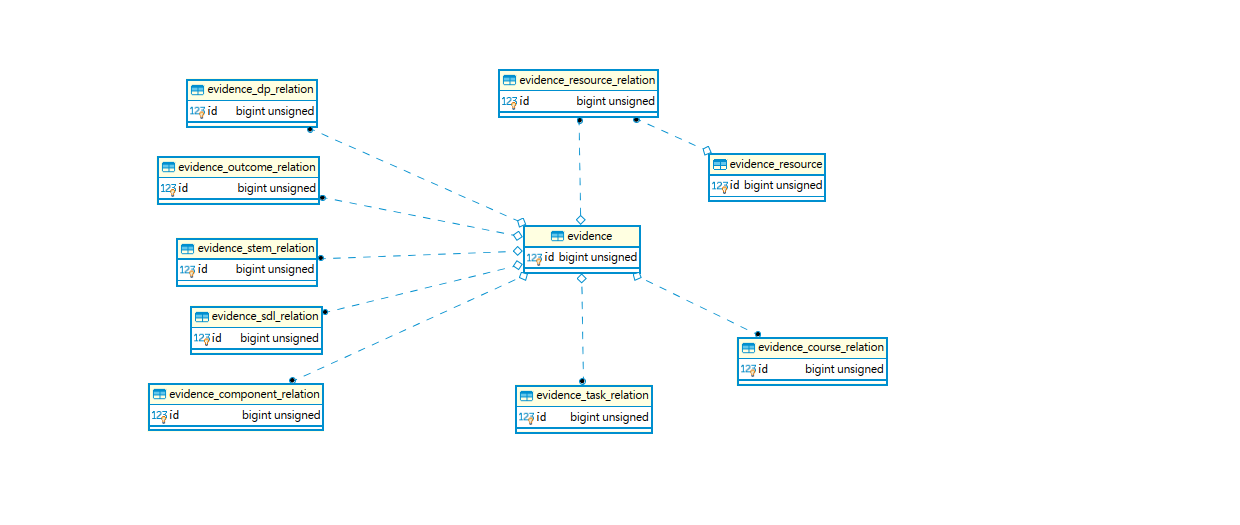 evidence_dp_relation
123 id bigint unsigned
evidence_resource_relation
123 id bigint unsigned
evidence_outcome_relation
123 id bigint unsigned
evidence_resource
123 id bigint unsigned
evidence_stem_relation
123 id bigint unsigned
evidence
123 id bigint unsigned
evidence_sdl_relation
123 id bigint unsigned
evidence_course_relation
123 id bigint unsigned
evidence_component_relation
123 id bigint unsigned
evidence_task_relation
123 id bigint unsigned